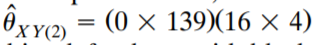 θ̂_{XY(2)} = (0 × 139)(16 × 4)